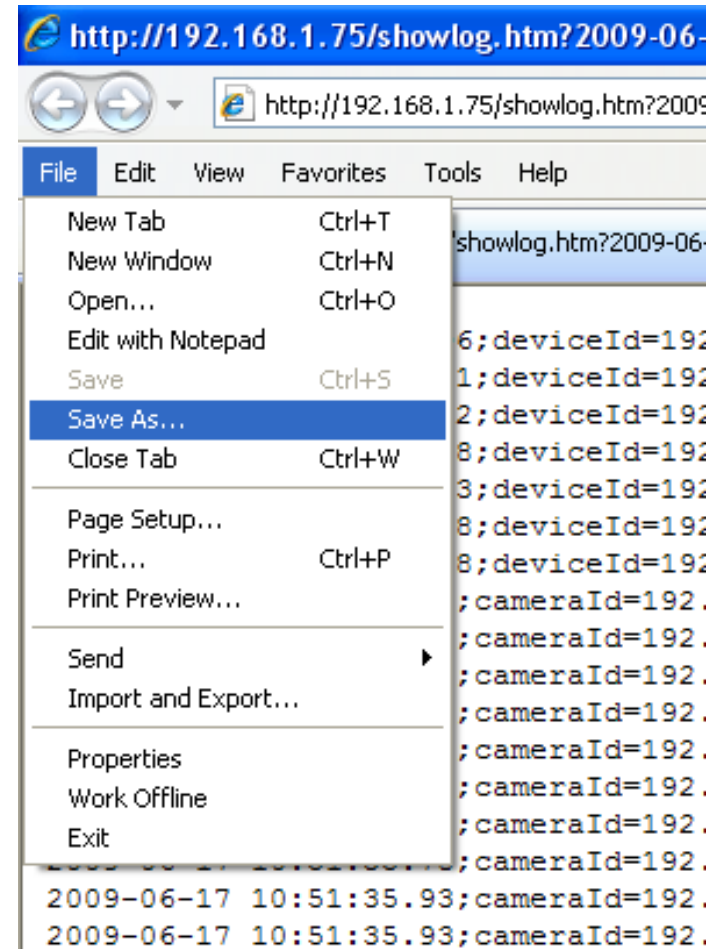 http://192.168.1.75/showlog.htm?2009-06-
http://192.168.1.75/showlog.htm?2009
File Edit View Favorites Tools Help
New Tab Ctrl+T
showlog.htm?2009-06-
New Window Ctrl+N
Open... Ctrl+O
Edit with Notepad
6;deviceId=192
Save Ctrl+S
1;deviceId=192
Save As...
2;deviceId=192
Close Tab Ctrl+W
8;deviceId=192
3;deviceId=192
Page Setup...
8;deviceId=192
Print... Ctrl+P
8;deviceId=192
Print Preview...
;cameraId=192.
;cameraId=192.
Send
;cameraId=192.
Import and Export...
;cameraId=192.
;cameraId=192.
Properties
;cameraId=192.
Work Offline
;cameraId=192.
Exit
;cameraId=192.
2009-06-17 10:51:35.93;cameraId=192.
2009-06-17 10:51:35.93;cameraId=192.